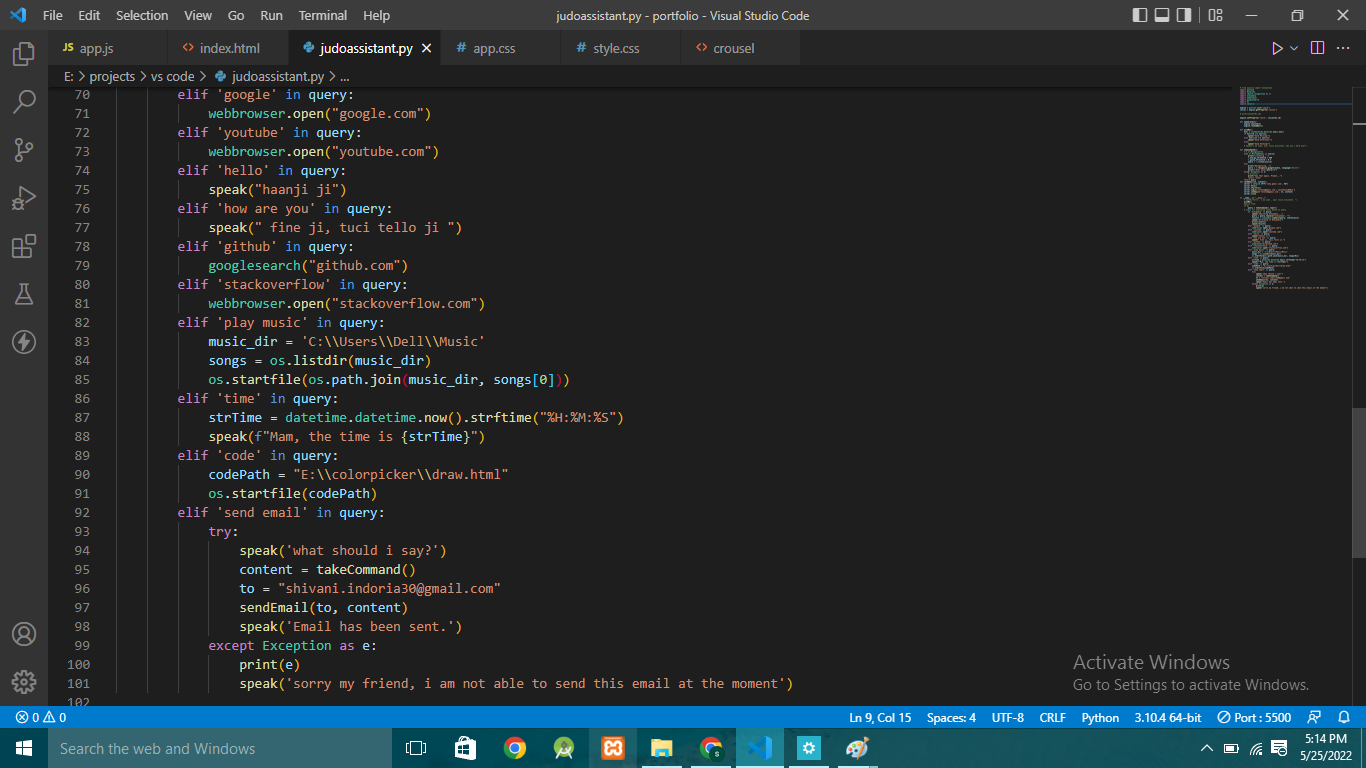 File Edit Selection View Go Run Terminal Help judoassistant.py - portfolio - Visual Studio Code
JS app.js <> index.html judoassistant.py # app.css # style.css <> crousel
E: > projects > vs code > judoassistant.py > ...
70 elif 'google' in query:
71 webbrowser.open("google.com")
72 elif 'youtube' in query:
73 webbrowser.open("youtube.com")
74 elif 'hello' in query:
75 speak("haanji ji")
76 elif 'how are you' in query:
77 speak(" fine ji, tuci tello ji ")
78 elif 'github' in query:
79 googlesearch("github.com")
80 elif 'stackoverflow' in query:
81 webbrowser.open("stackoverflow.com")
82 elif 'play music' in query:
83 music_dir = 'C:\\Users\\Dell\\Music'
84 songs = os.listdir(music_dir)
85 os.startfile(os.path.join(music_dir, songs[0]))
86 elif 'time' in query:
87 strTime = datetime.datetime.now().strftime("%H:%M:%S")
88 speak(f"Mam, the time is {strTime}")
89 elif 'code' in query:
90 codePath = "E:\\colorpicker\\draw.html"
91 os.startfile(codePath)
92 elif 'send email' in query:
93 try:
94 speak('what should i say?')
95 content = takeCommand()
96 to = "shivani.indoria30@gmail.com"
97 sendEmail(to, content)
98 speak('Email has been sent.')
99 except Exception as e:
100 print(e)
101 speak('sorry my friend, i am not able to send this email at the moment')
102
Activate Windows
Go to Settings to activate Windows.
0 0 Ln 9, Col 15 Spaces: 4 UTF-8 CRLF Python 3.10.4 64-bit Port : 5500
Search the web and Windows
5:14 PM
5/25/2022